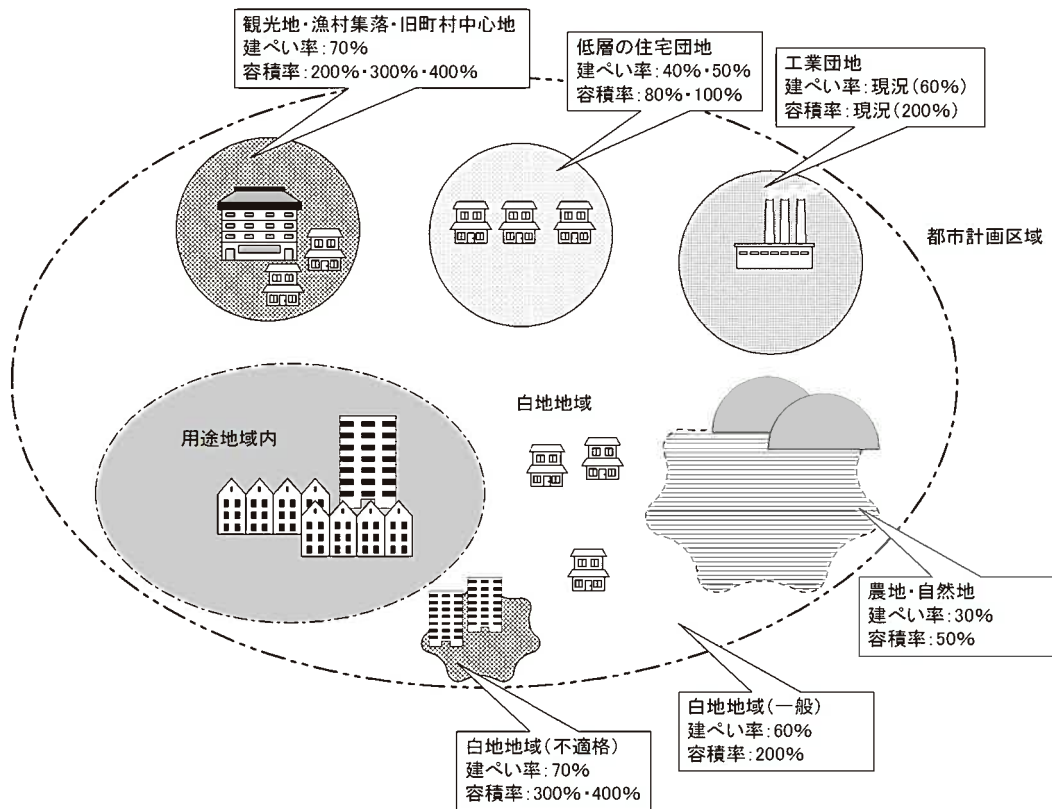 観光地・漁村集落・旧町村中心地
建ぺい率：70%
容積率：200%・300%・400%
低層の住宅団地
建ぺい率：40%・50%
容積率：80%・100%
工業団地
建ぺい率：現況（60%）
容積率：現況（200%）
都市計画区域
白地地域
用途地域内
農地・自然地
建ぺい率：30%
容積率：50%
白地地域（一般）
建ぺい率：60%
容積率：200%
白地地域（不適格）
建ぺい率：70%
容積率：300%・400%